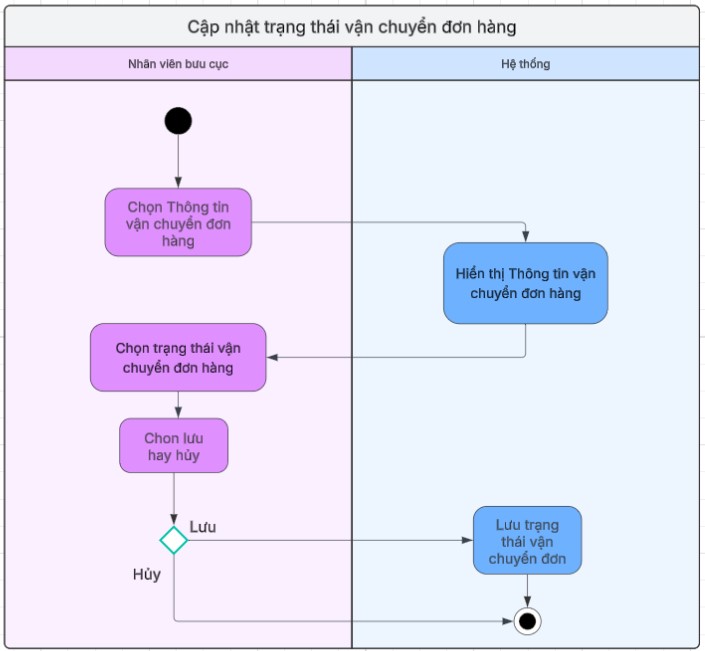 Cập nhật trạng thái vận chuyển đơn hàng
Nhân viên bưu cục
Hệ thống
Chọn Thông tin
vận chuyển đơn
hàng
Hiển thị Thông tin vận
chuyển đơn hàng
Chọn trạng thái vận
chuyển đơn hàng
Chon lưu
hay hủy
Lưu
Lưu trạng
thái vận
chuyển đơn
Hủy